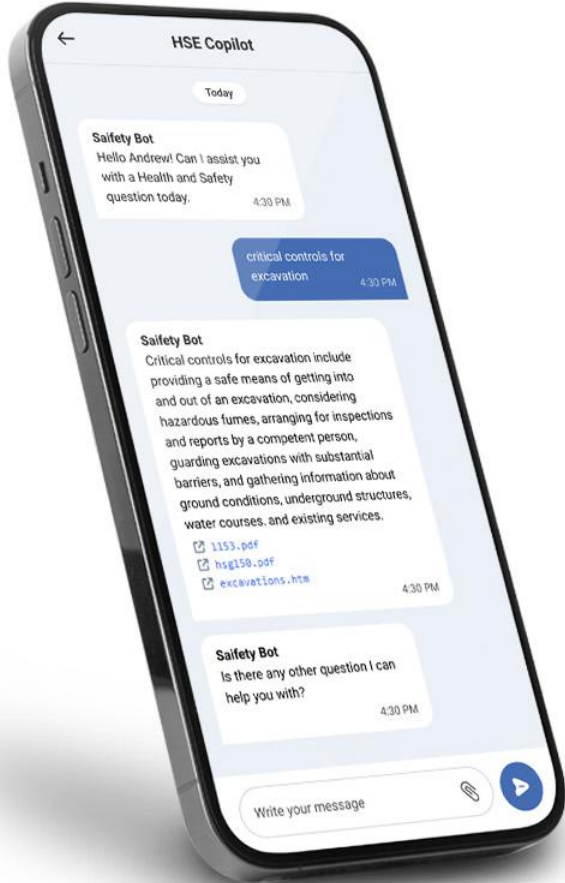 HSE Copilot
Today
Saifety Bot
Hello Andrew! Can I assist you
with a Health and Safety
question today.
4:30 PM
critical controls for
excavation
4:30 PM
Saifety Bot
Critical controls for excavation include
providing a safe means of getting into
and out of an excavation, considering
hazardous fumes, arranging for inspections
and reports by a competent person,
guarding excavations with substantial
barriers, and gathering information about
ground conditions, underground structures,
water courses. and existing services.
1153.pdf
hsg150.pdf
excavations.htm
4:30 PM
Saifety Bot
Is there any other question I can
help you with?
4:30 PM
Write your message